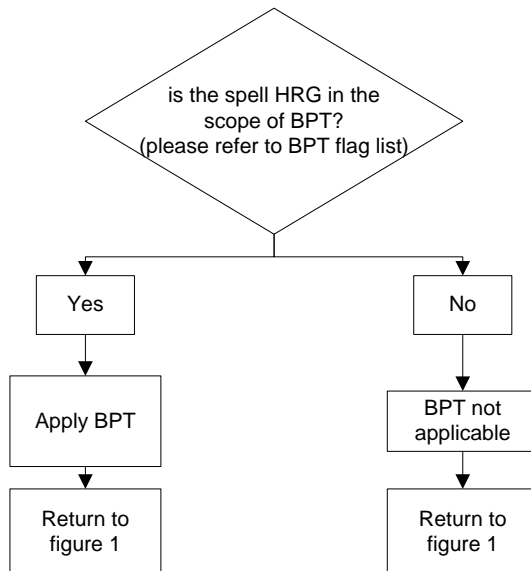 is the spell HRG in the
scope of BPT?
(please refer to BPT flag list)
Yes
No
Apply BPT
BPT not
applicable
Return to
figure 1
Return to
figure 1